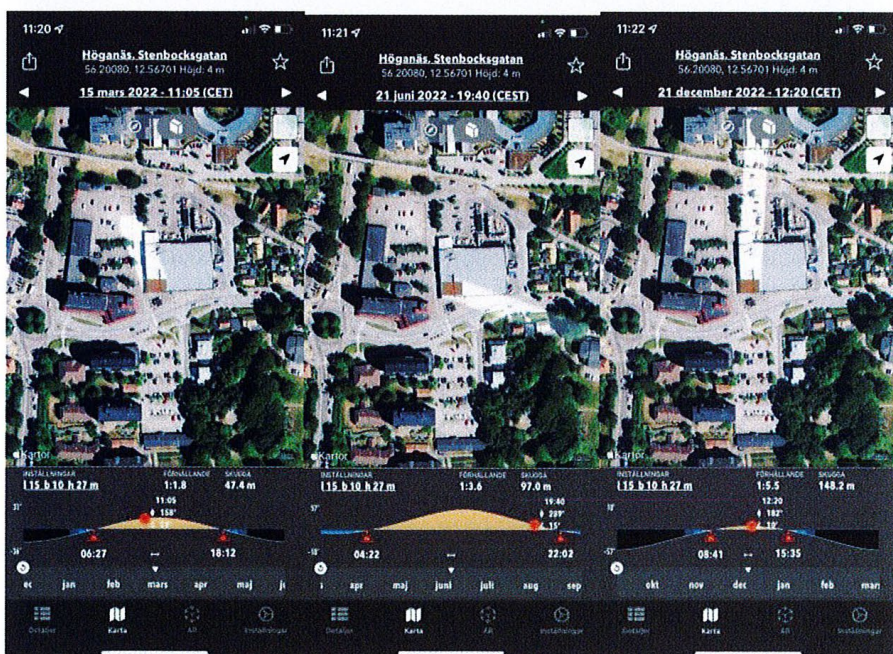 11:20
Höganäs, Stenbocksgatan
56.20080, 12.56701 Höjd: 4 m
15 mars 2022 - 11:05 (CET)
Kartor
INSTÄLLNINGAR FÖRHÅLLANDE SKUGGA
l 15 b 10 h 27 m 1:1.8 47.4 m
11:05
158°
06:27 18:12
ec jan feb mars apr maj
Detaljer Karta AR Inställningar
11:21
Höganäs, Stenbocksgatan
56.20080, 12.56701 Höjd: 4 m
21 juni 2022 - 19:40 (CEST)
Kartor
INSTÄLLNINGAR FÖRHÅLLANDE SKUGGA
l 15 b 10 h 27 m 1:3.6 97.0 m
19:40
289°
15°
04:22 22:02
apr maj juni juli aug sep
Detaljer Karta AR Inställningar
11:22
Höganäs, Stenbocksgatan
56.20080, 12.56701 Höjd: 4 m
21 december 2022 - 12:20 (CET)
Kartor
INSTÄLLNINGAR FÖRHÅLLANDE SKUGGA
l 15 b 10 h 27 m 1:5.5 148.2 m
12:20
182°
10°
08:41 15:35
okt nov dec jan feb mars
Detaljer Karta AR Inställningar